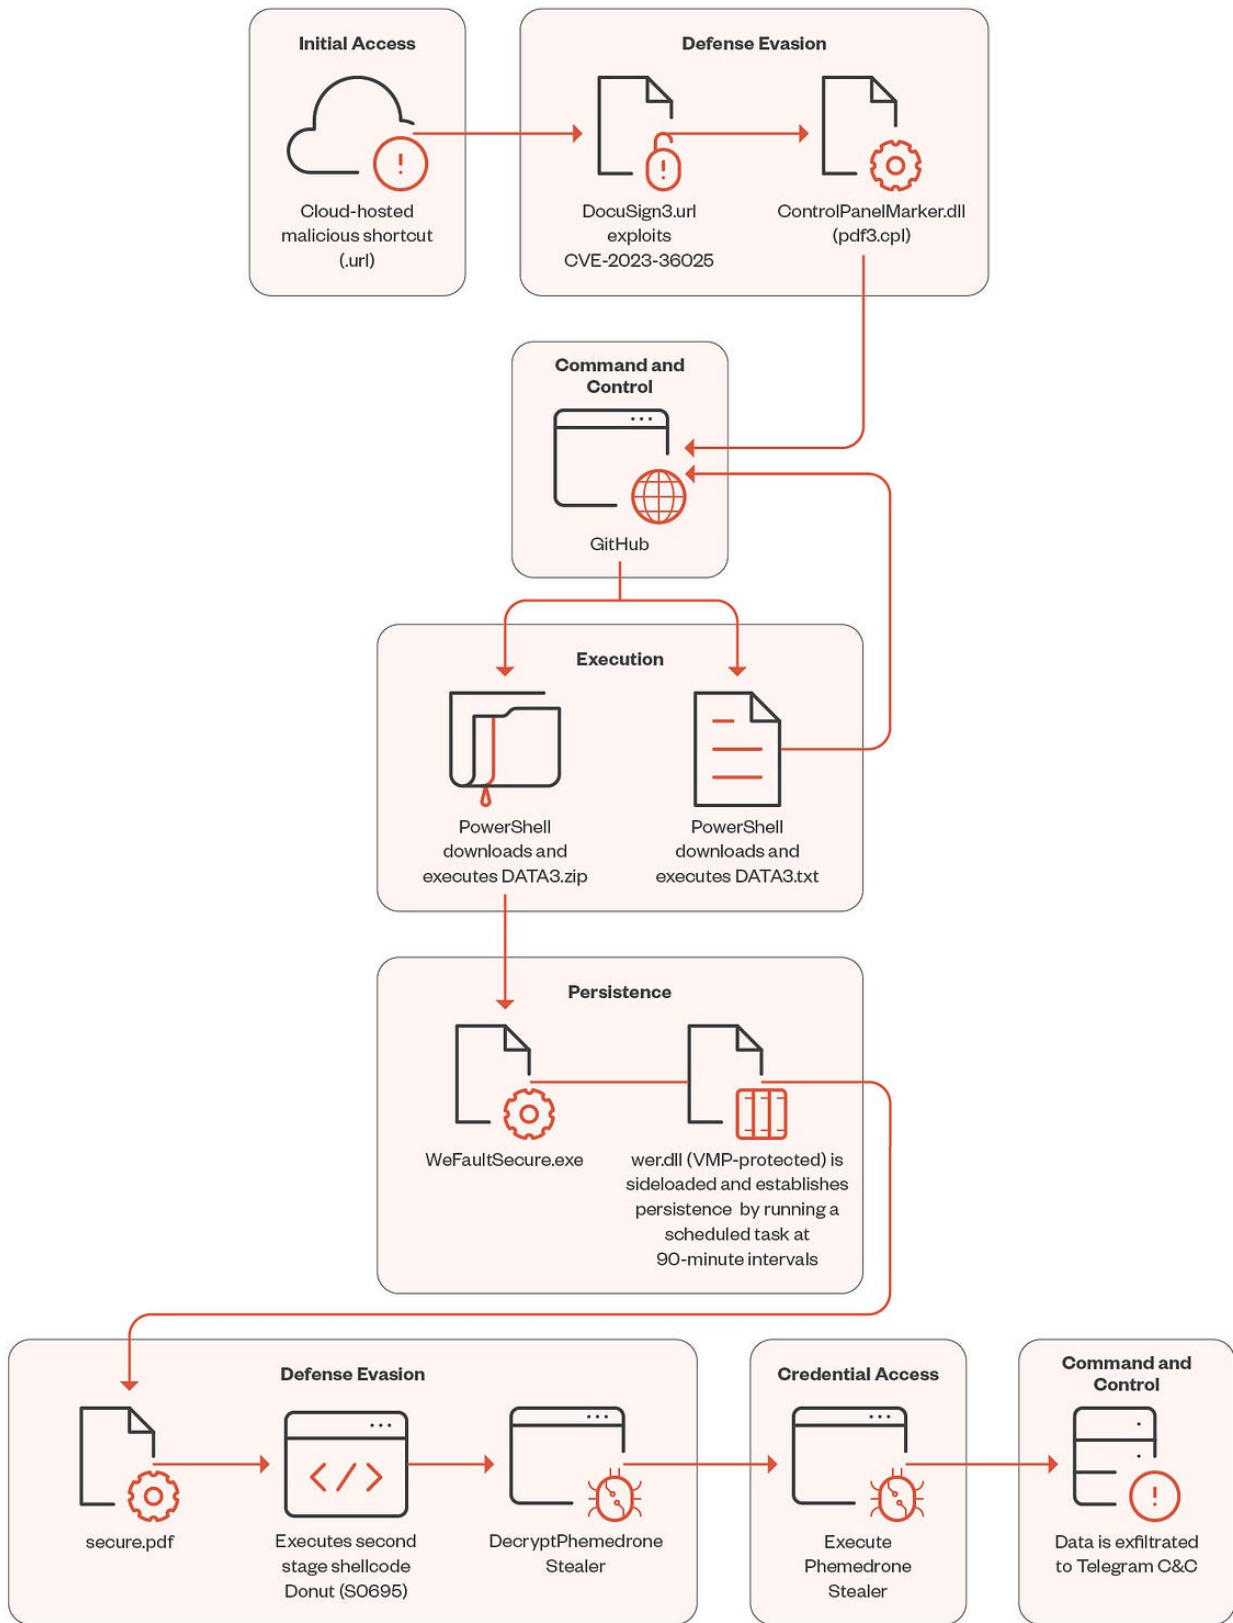 Initial Access
Cloud-hosted
malicious shortcut
(.url)
Defense Evasion
DocuSign3.url
exploits
CVE-2023-36025
ControlPanelMarker.dll
(pdf3.cpl)
Command and
Control
GitHub
Execution
PowerShell
downloads and
executes DATA3.zip
PowerShell
downloads and
executes DATA3.txt
Persistence
WeFaultSecure.exe
wer.dll (VMP-protected) is
sideloaded and establishes
persistence by running a
scheduled task at
90-minute intervals
Defense Evasion
secure.pdf
Executes second
stage shellcode
Donut (S0695)
DecryptPhemedrone
Stealer
Credential Access
Execute
Phemedrone
Stealer
Command and
Control
Data is exfiltrated
to Telegram C&C